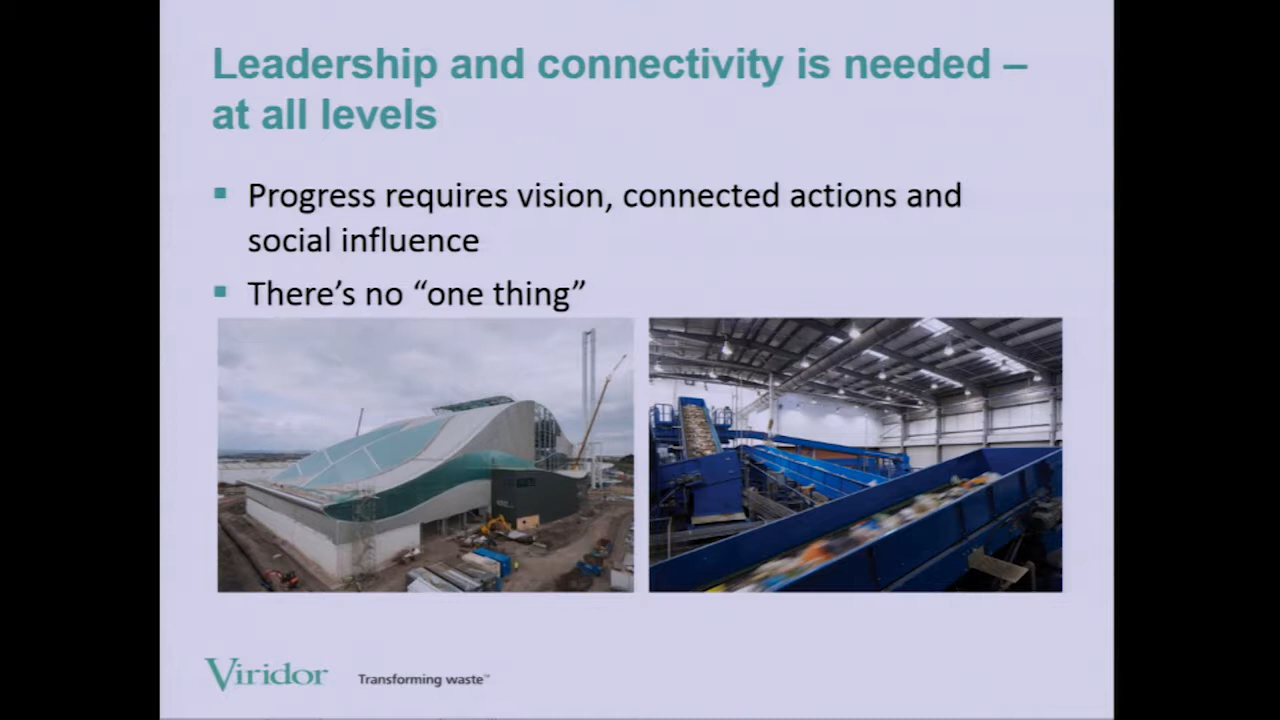 Leadership and connectivity is needed –
at all levels
Progress requires vision, connected actions and
social influence
There's no “one thing”
Viridor
Transforming waste™